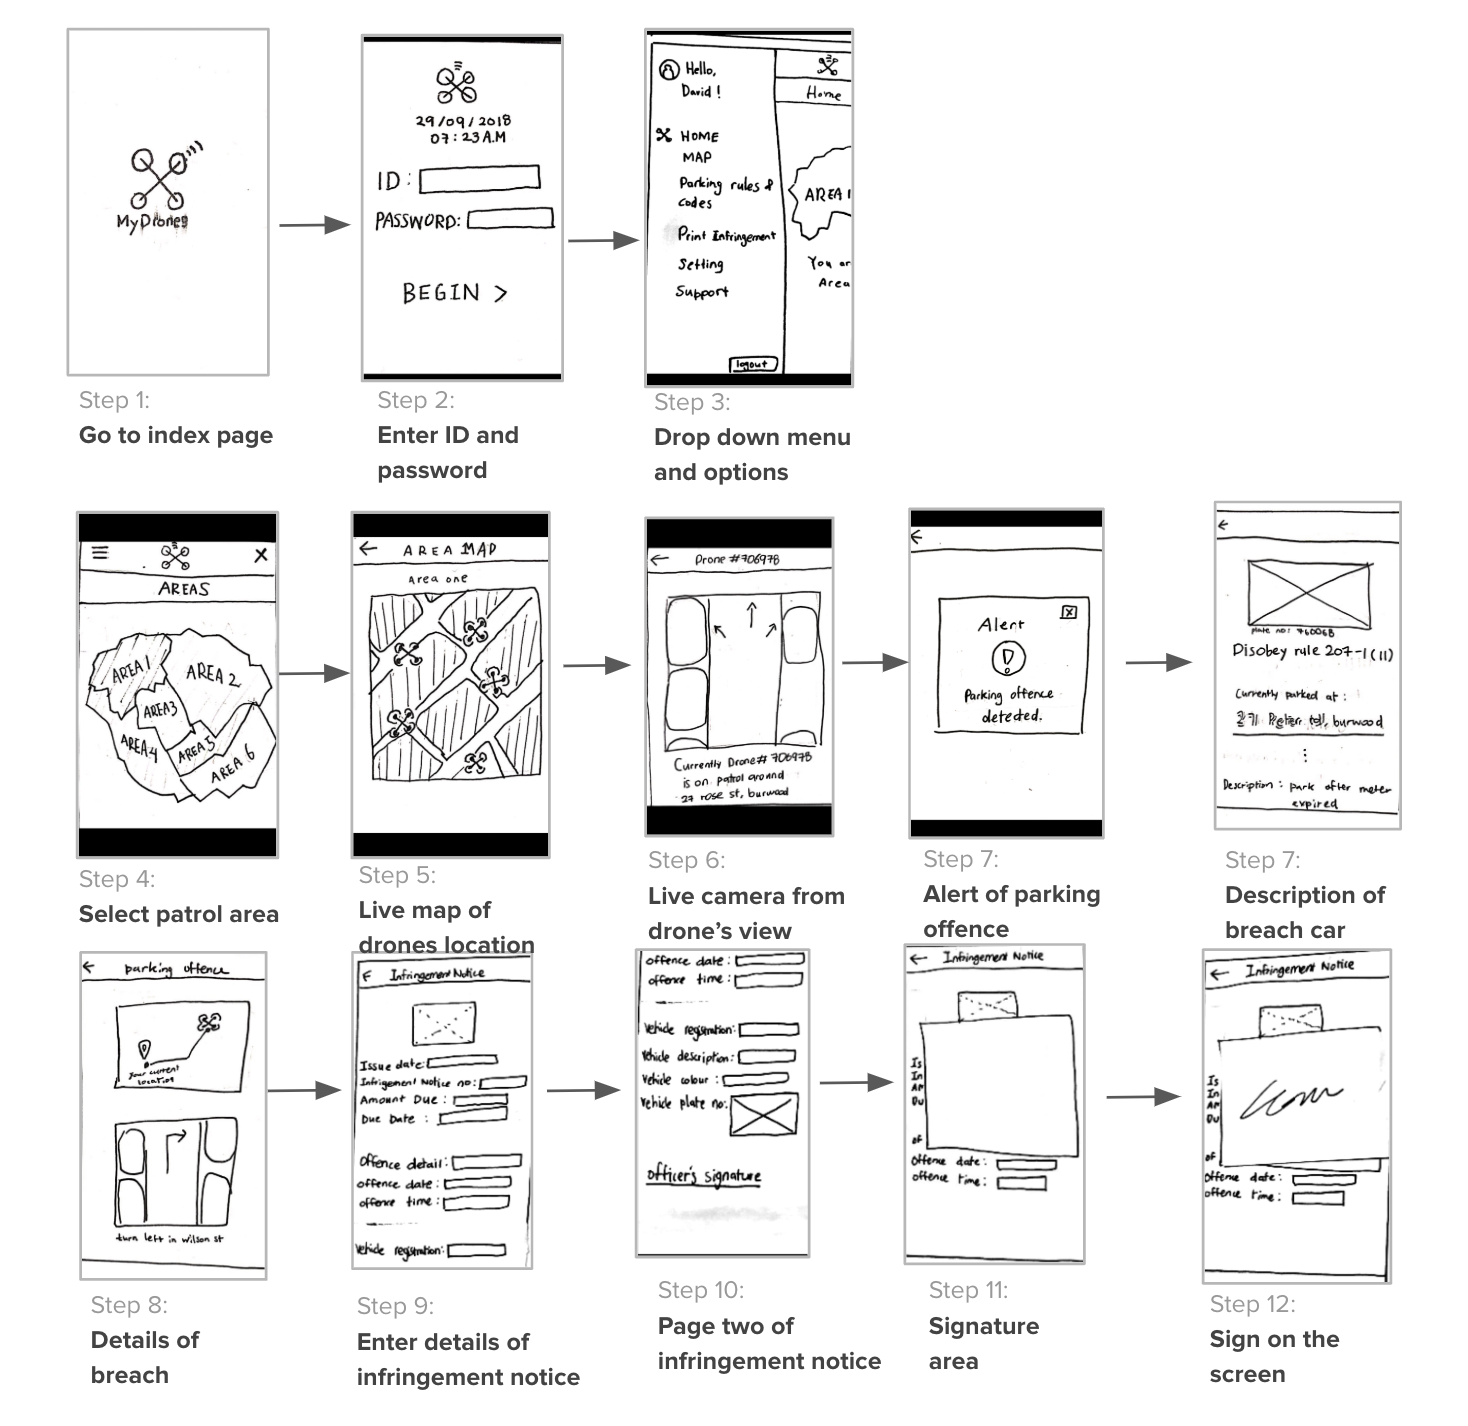 MyDrones
Step 1:
Go to index page
29/09/2018
07:23 A.M
ID:
PASSWORD:
BEGIN >
Step 2:
Enter ID and
password
Hello,
David!
HOME
MAP
Parking rules &
codes
Print Infringement
Setting
Support
logout
Home
AREA 1
You ar
Area
Step 3:
Drop down menu
and options
AREAS
AREA 1
AREA 2
AREA 3
AREA 4
AREA 5
AREA 6
Step 4:
Select patrol area
AREA MAP
Area one
Step 5:
Live map of
drones location
Drone #70697B
Currently Drone# 70697B
is on patrol around
27 rose st, burwood
Step 6:
Live camera from
drone's view
Alert
Parking offence
detected.
Step 7:
Alert of parking
offence
plate no: 76006B
Disobey rule 207-1(11)
Currently parked at:
burwood
Description: park after meter
expired
Step 7:
Description of
breach car
parking offence
Your current
location
turn left in wilson st
Step 8:
Details of
breach
Infringement Notice
Issue date:
Infrigement Notice no:
Amount Due:
Due Date:
Offence detail:
offence date:
offence time:
Vehicle registration:
Step 9:
Enter details of
infringement notice
offence date:
offence time:
Vehicle registration:
Vehicle description:
Vehicle colour:
Vehicle plate no:
Officer's signature
Step 10:
Page two of
infringement notice
Infringement Notice
Is
In
Am
Du
of
Offence date:
offence time:
Step 11:
Signature
area
Infringement Notice
Is
In
Am
Du
of
Offence date:
offence time:
Step 12:
Sign on the
screen